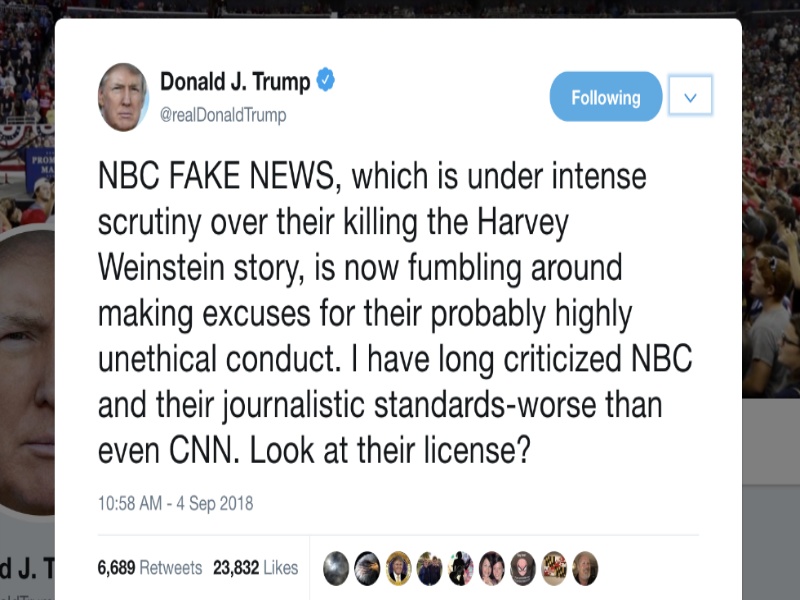 Donald J. Trump
@realDonaldTrump
Following
NBC FAKE NEWS, which is under intense
scrutiny over their killing the Harvey
Weinstein story, is now fumbling around
making excuses for their probably highly
unethical conduct. I have long criticized NBC
and their journalistic standards-worse than
even CNN. Look at their license?
10:58 AM - 4 Sep 2018
6,689 Retweets 23,832 Likes
d J. T